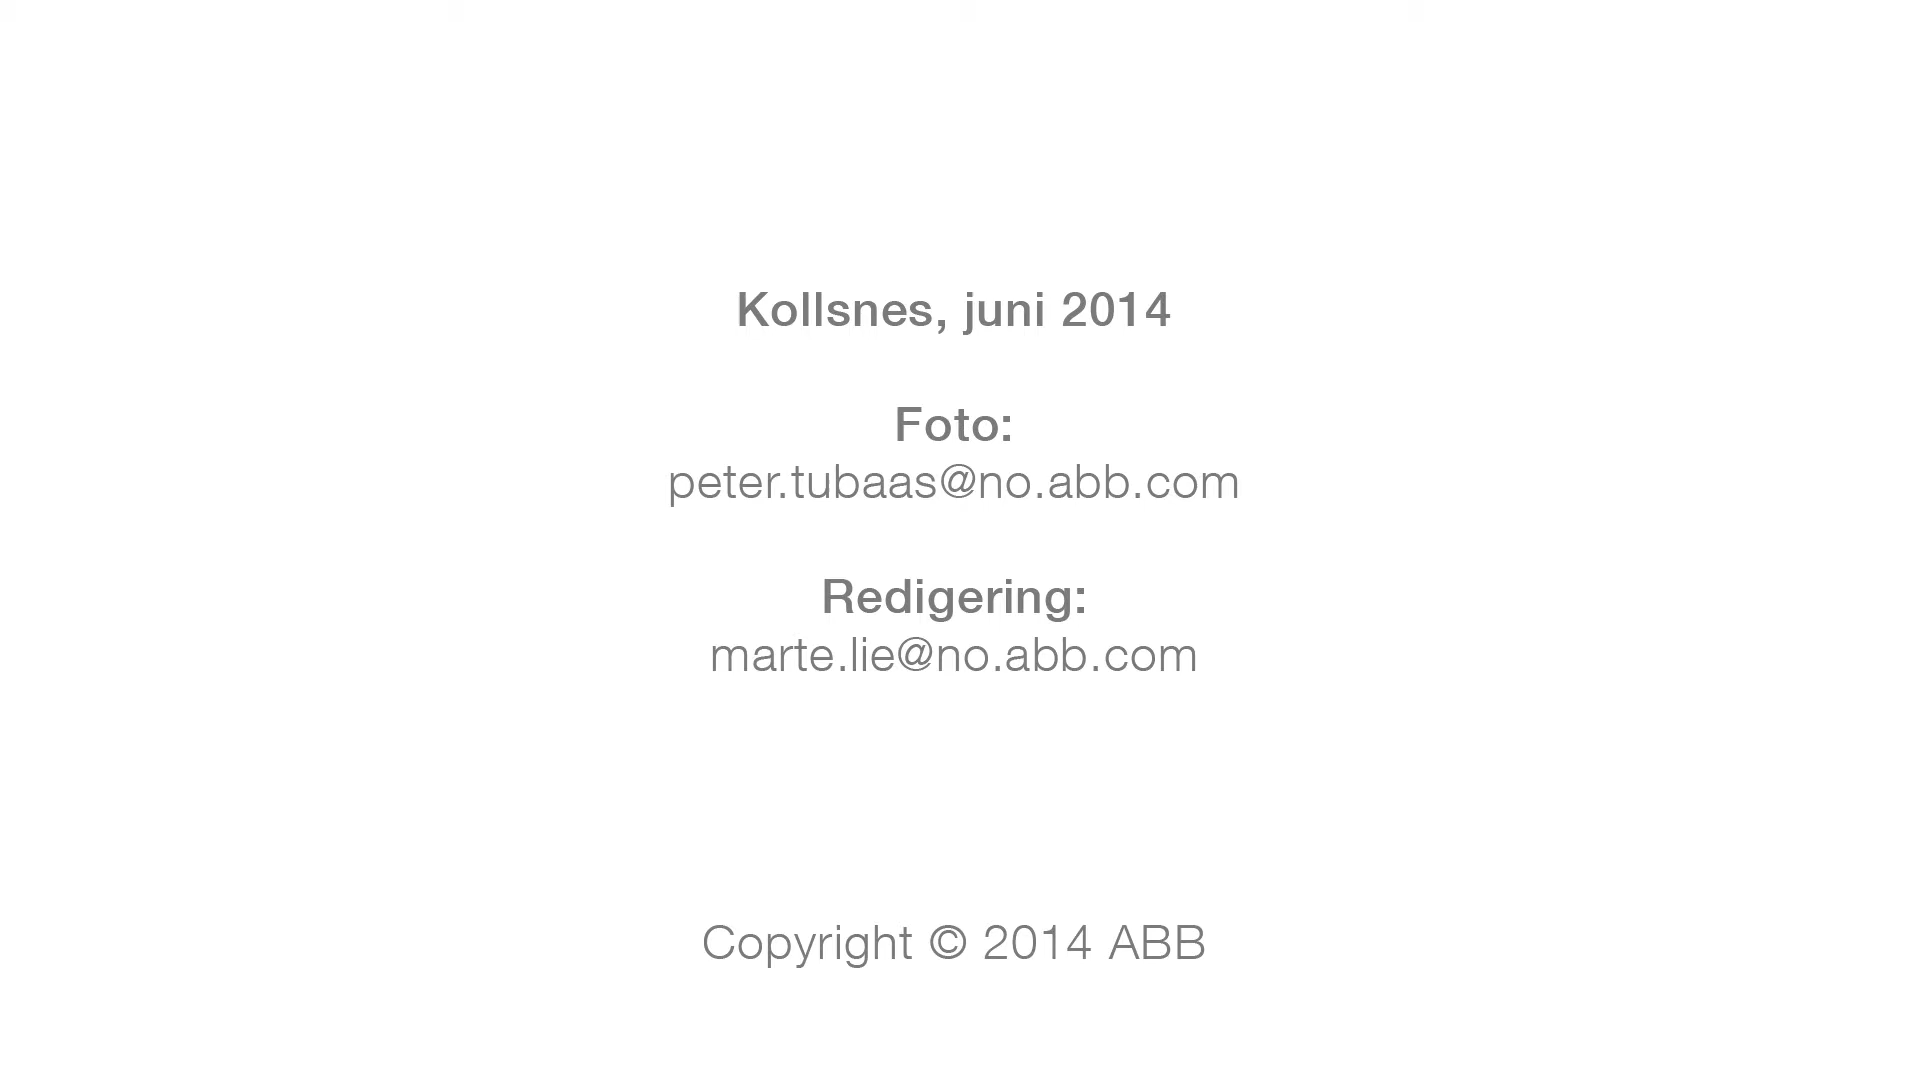 Kollsnes, juni 2014
Foto:
peter.tubaas@no.abb.com
Redigering:
marte.lie@no.abb.com
Copyright © 2014 ABB